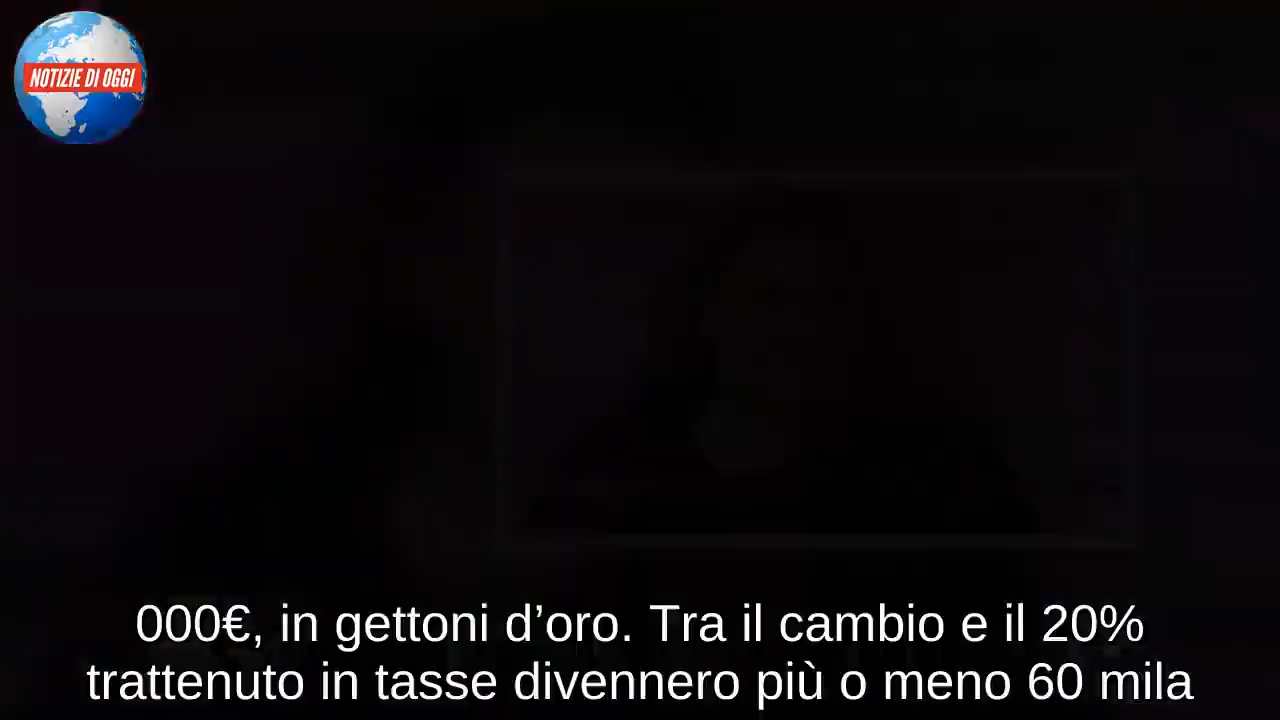 NOTIZIE DI OGGI
000€, in gettoni d’oro. Tra il cambio e il 20%
trattenuto in tasse divennero più o meno 60 mila